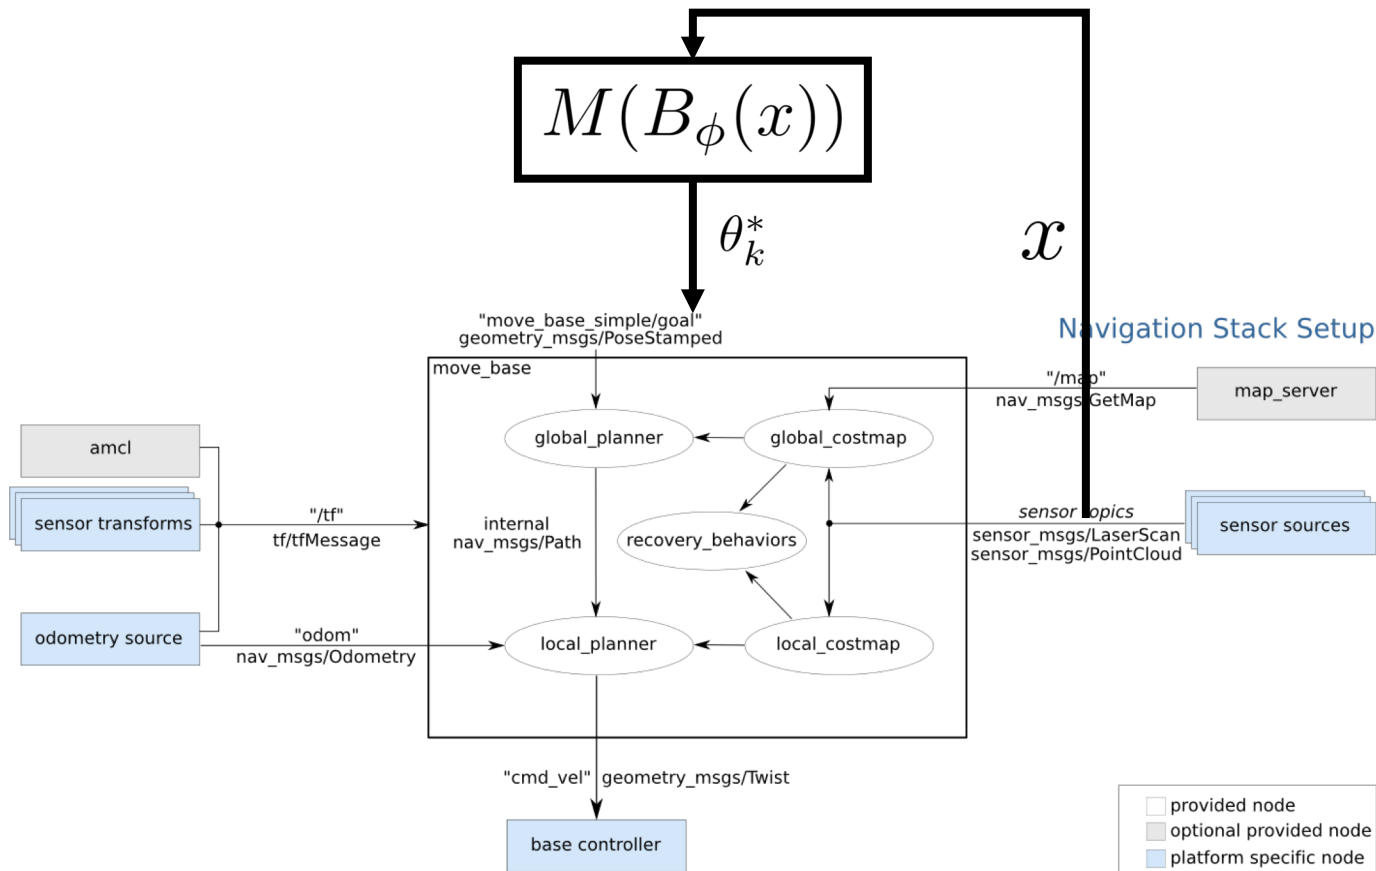 M(B_ϕ(x))
θ*_k
x
"move_base_simple/goal"
geometry_msgs/PoseStamped
Navigation Stack Setup
move_base
"/map"
nav_msgs/GetMap
map_server
global_planner
global_costmap
amcl
sensor transforms
"/tf"
tf/tfMessage
internal
nav_msgs/Path
recovery_behaviors
sensor topics
sensor_msgs/LaserScan
sensor_msgs/PointCloud
sensor sources
odometry source
"odom"
nav_msgs/Odometry
local_planner
local_costmap
"cmd_vel" geometry_msgs/Twist
base controller
provided node
optional provided node
platform specific node